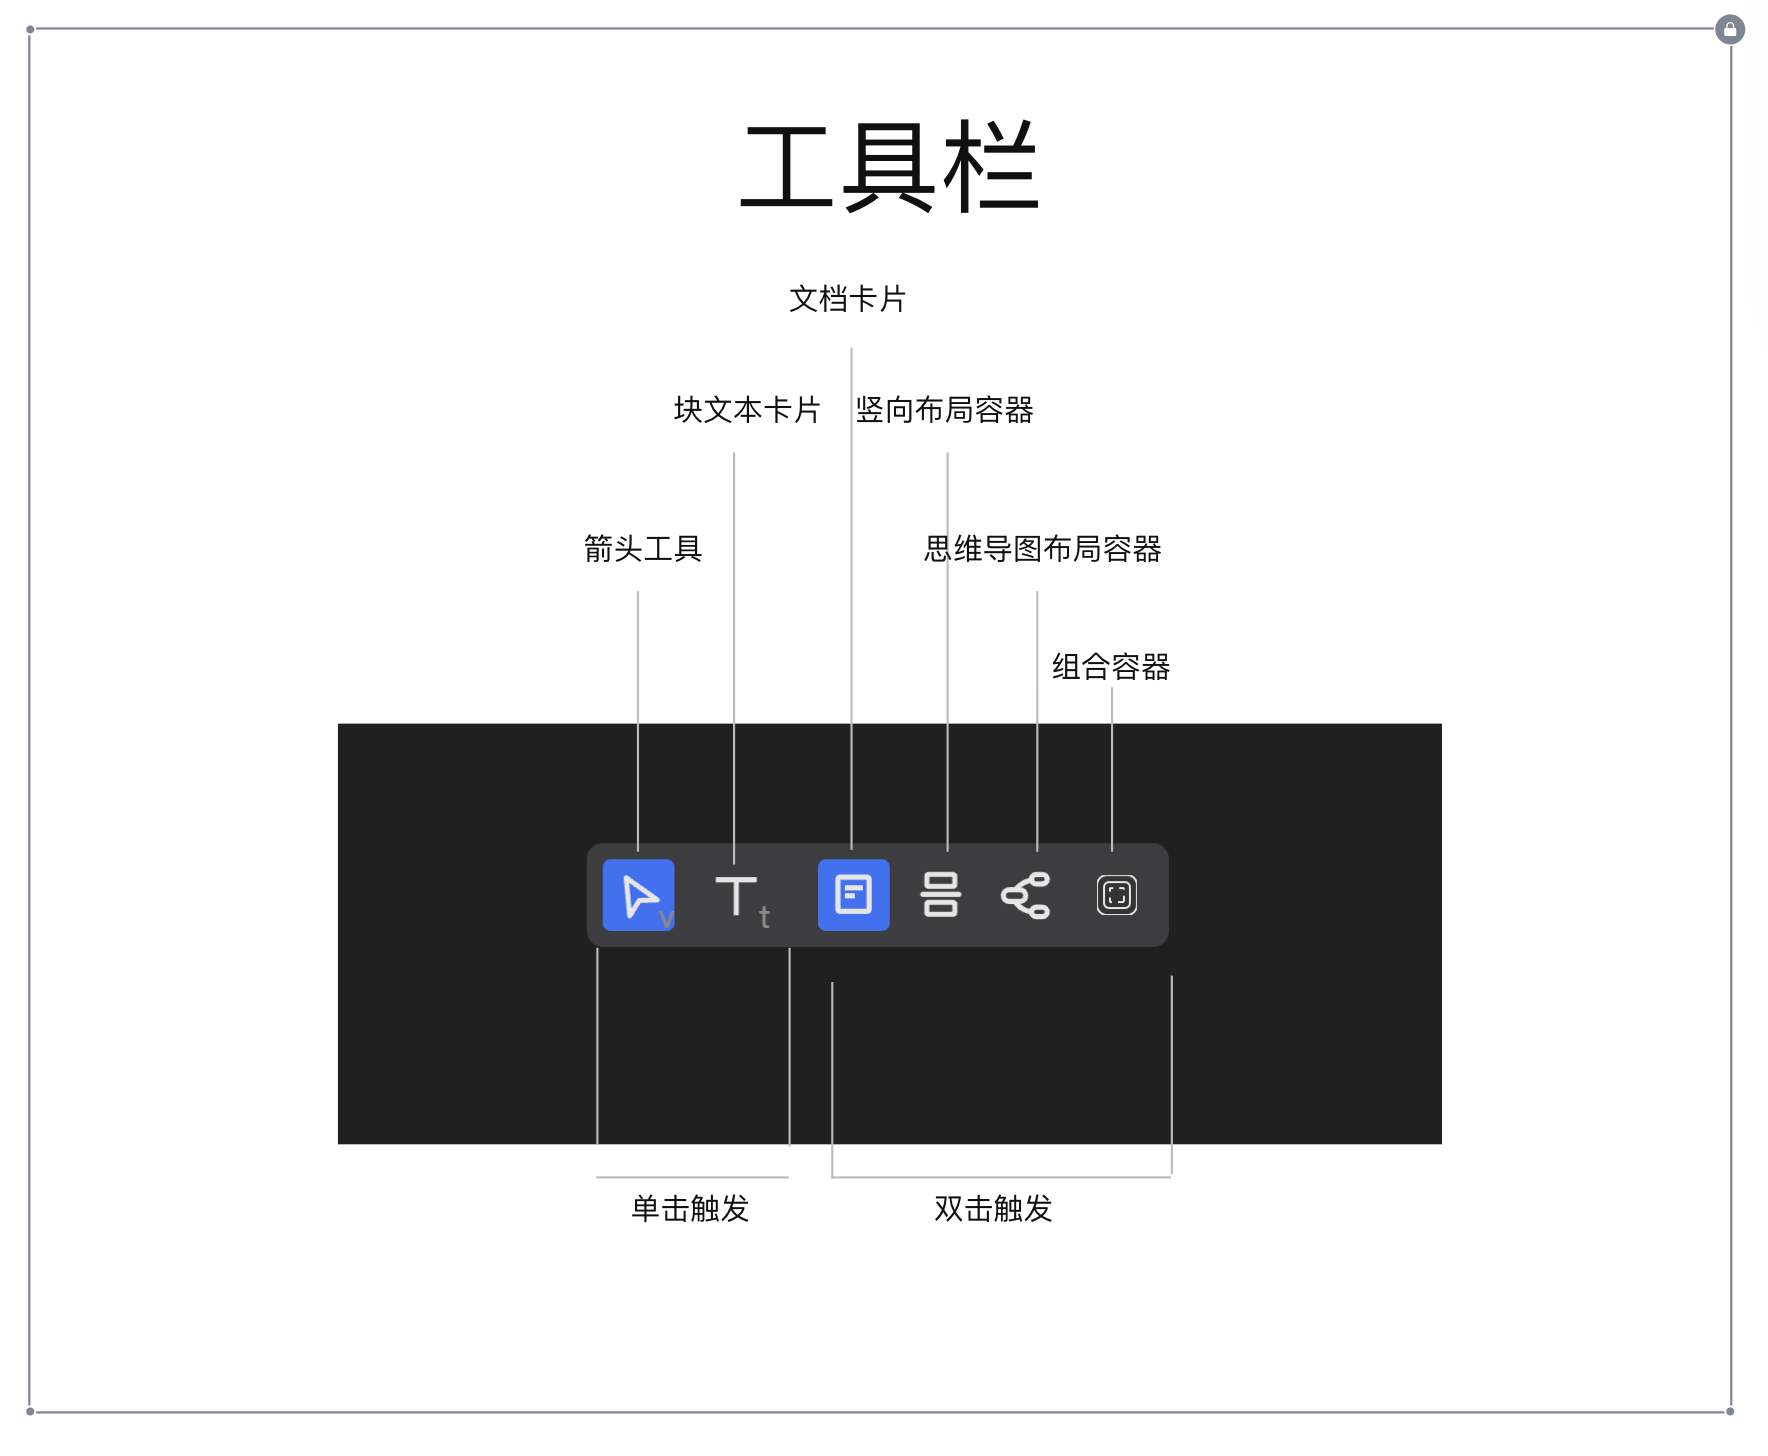 工具栏
文档卡片
块文本卡片
竖向布局容器
箭头工具
思维导图布局容器
组合容器
v
t
单击触发
双击触发